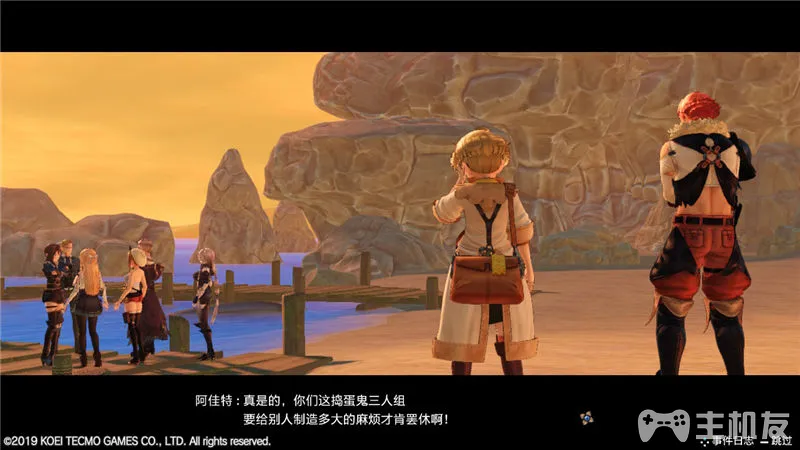 阿佳特：真是的，你们这捣蛋鬼三人组
要给别人制造多大的麻烦才肯罢休啊！
©2019 KOEI TECMO GAMES CO., LTD. All rights reserved.
主机友
事件日志 跳过